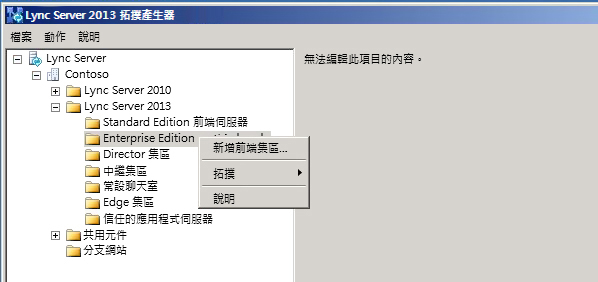 Lync Server 2013 拓撲產生器
檔案 動作 說明
Lync Server
Contoso
Lync Server 2010
Lync Server 2013
Standard Edition 前端伺服器
Enterprise Edition
Director 集區
中繼集區
常設聊天室
Edge 集區
信任的應用程式伺服器
共用元件
分支網站
新增前端集區...
拓撲
說明
無法編輯此項目的內容。